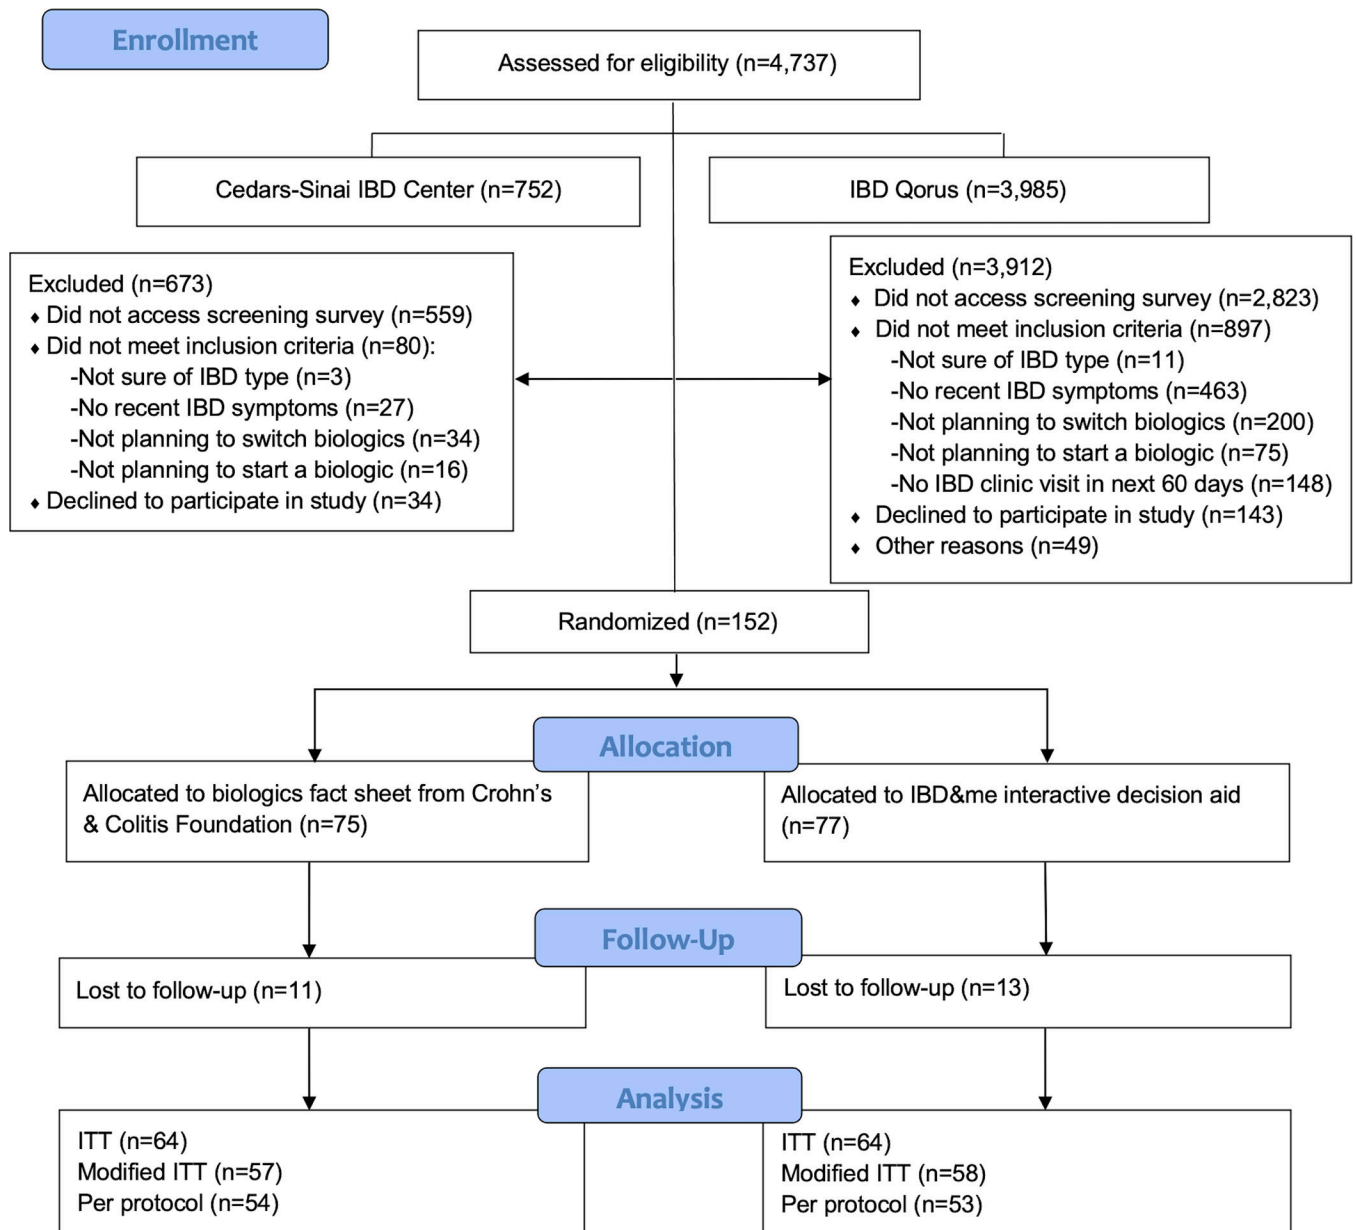 Enrollment
Assessed for eligibility (n=4,737)
Cedars-Sinai IBD Center (n=752)
IBD Qorus (n=3,985)
Excluded (n=673)
⬧ Did not access screening survey (n=559)
⬧ Did not meet inclusion criteria (n=80):
-Not sure of IBD type (n=3)
-No recent IBD symptoms (n=27)
-Not planning to switch biologics (n=34)
-Not planning to start a biologic (n=16)
⬧ Declined to participate in study (n=34)
Excluded (n=3,912)
⬧ Did not access screening survey (n=2,823)
⬧ Did not meet inclusion criteria (n=897)
-Not sure of IBD type (n=11)
-No recent IBD symptoms (n=463)
-Not planning to switch biologics (n=200)
-Not planning to start a biologic (n=75)
-No IBD clinic visit in next 60 days (n=148)
⬧ Declined to participate in study (n=143)
⬧ Other reasons (n=49)
Randomized (n=152)
Allocation
Allocated to biologics fact sheet from Crohn’s
& Colitis Foundation (n=75)
Allocated to IBD&me interactive decision aid
(n=77)
Follow-Up
Lost to follow-up (n=11)
Lost to follow-up (n=13)
Analysis
ITT (n=64)
Modified ITT (n=57)
Per protocol (n=54)
ITT (n=64)
Modified ITT (n=58)
Per protocol (n=53)